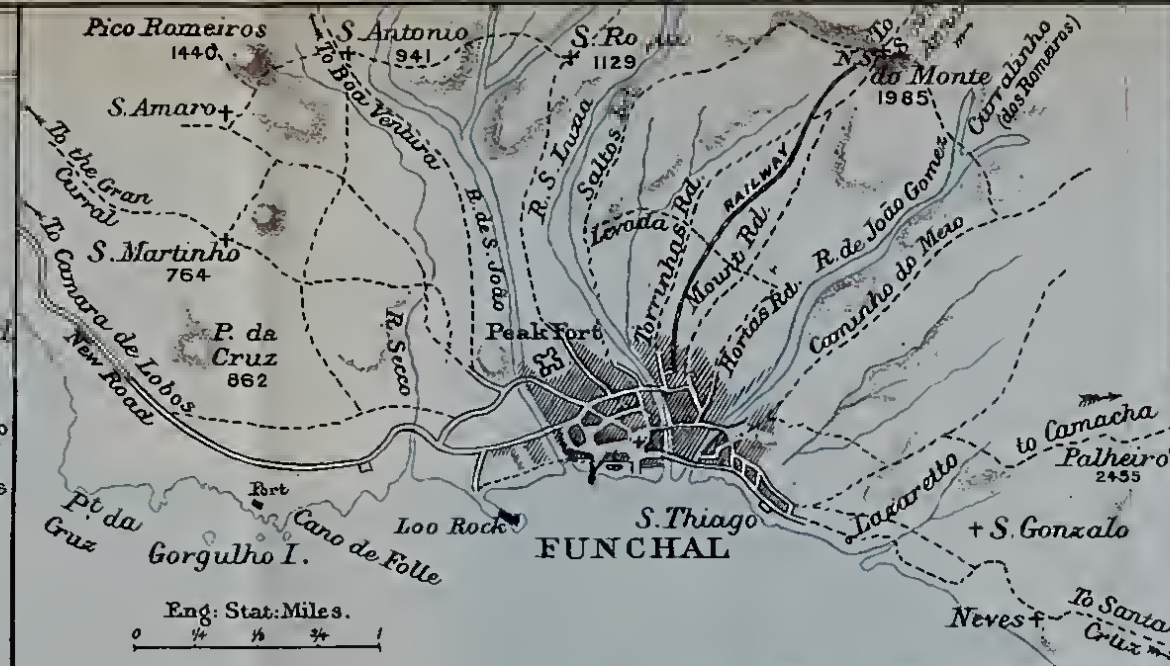 Pico Romeiros
1440
S. Antonio
941
S. Ro
1129
N. S.
To
S
do Monte
1985
Curralinho
(dos Romeiros)
S. Amaro
To Boa Ventura
To the Gran
Curral
S. Martinho
764
R. de S. João
R. S. Luzia
Saltos
Levada
Torrinhas Rd.
RAILWAY
Mount Rd.
Hortas Rd.
R. de João Gomez
Caminho do Meio
To Camara de Lobos
New Road
P. da
Cruz
862
R. Secco
Peak Fort
to Camacha
Palheiro
2455
Lazaretto
S. Gonzalo
S. Thiago
FUNCHAL
Loo Rock
Fort
Cano de Folle
Pt. da
Cruz
Gorgulho I.
Neves
To Santa
Cruz
Eng: Stat: Miles.
0 1/4 1/2 3/4 1